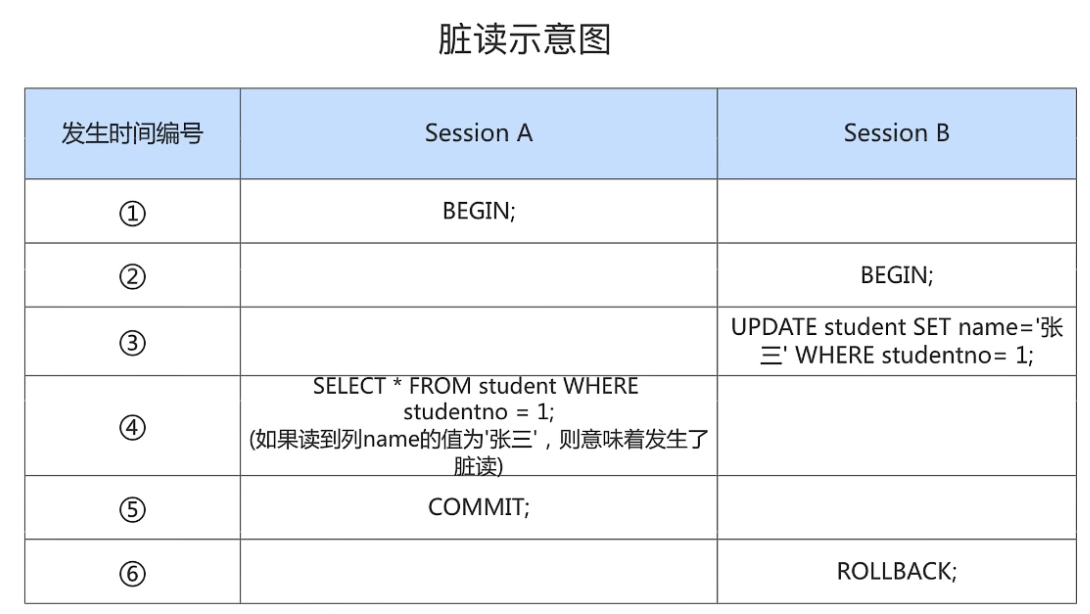 脏读示意图
发生时间编号 Session A Session B
① BEGIN;
② BEGIN;
③ UPDATE student SET name='张
三' WHERE studentno= 1;
④ SELECT * FROM student WHERE
studentno = 1;
(如果读到列name的值为'张三'，则意味着发生了
脏读)
⑤ COMMIT;
⑥ ROLLBACK;